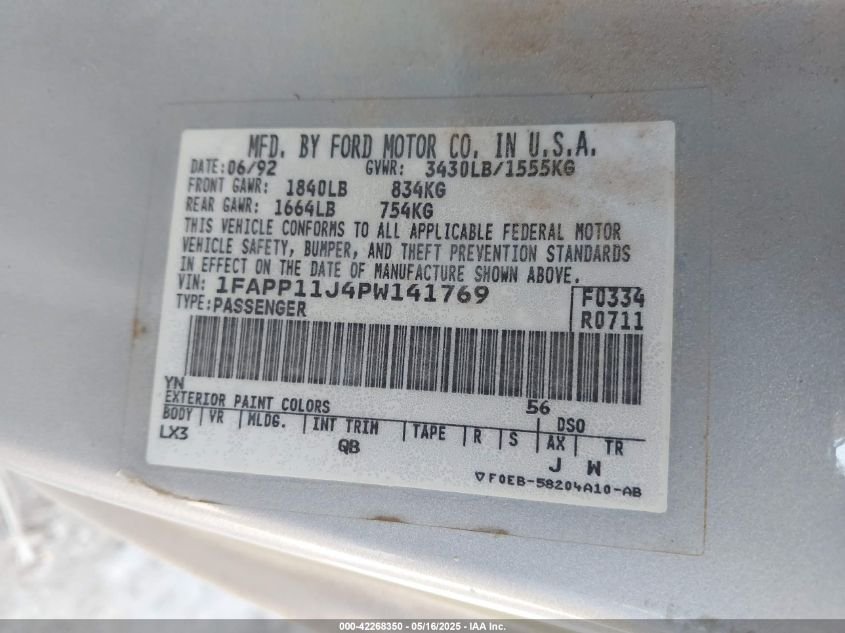 MFD. BY FORD MOTOR CO. IN U.S.A.
DATE: 06/92 GVWR: 3430LB/1555KG
FRONT GAWR: 1840LB 834KG
REAR GAWR: 1664LB 754KG
THIS VEHICLE CONFORMS TO ALL APPLICABLE FEDERAL MOTOR
VEHICLE SAFETY, BUMPER, AND THEFT PREVENTION STANDARDS
IN EFFECT ON THE DATE OF MANUFACTURE SHOWN ABOVE.
VIN: 1FAPP11J4PW141769 F0334
TYPE: PASSENGER R0711
YN 56
EXTERIOR PAINT COLORS DSO
BODY VR MLDG. INT TRIM TAPE R S AX TR
LX3 QB J W
▽F0EB-58204A10-AB
000-42268350 - 05/16/2025 - IAA Inc.